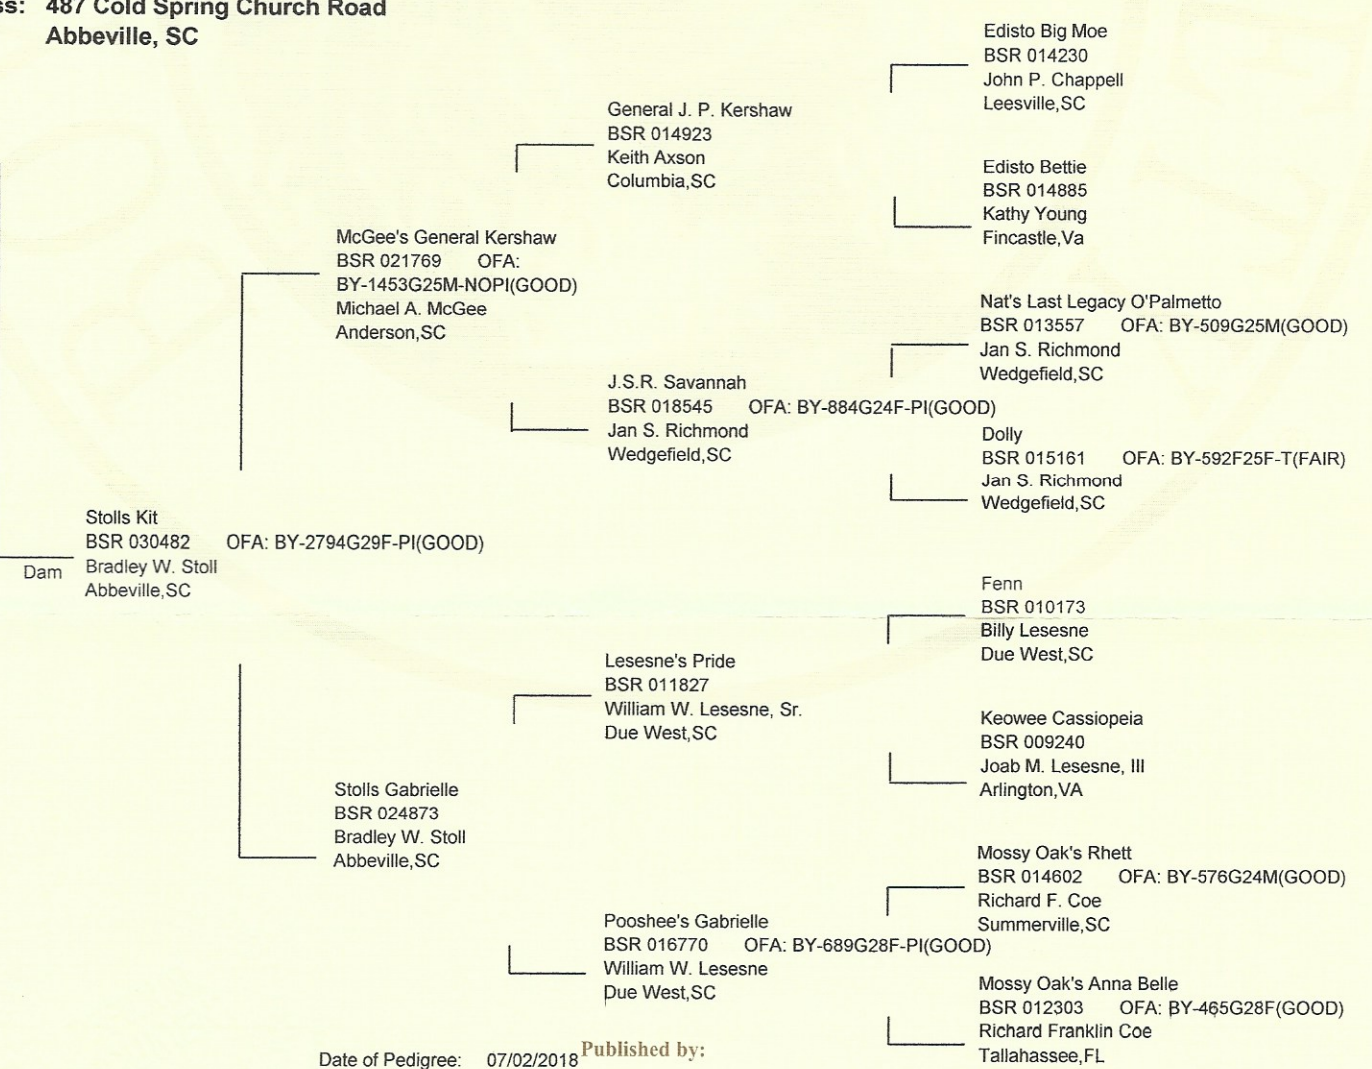 ss: 487 Cold Spring Church Road
Abbeville, SC
Edisto Big Moe
BSR 014230
John P. Chappell
Leesville,SC
General J. P. Kershaw
BSR 014923
Keith Axson
Columbia,SC
Edisto Bettie
BSR 014885
Kathy Young
Fincastle,Va
McGee's General Kershaw
BSR 021769 OFA:
BY-1453G25M-NOPI(GOOD)
Michael A. McGee
Anderson,SC
Nat's Last Legacy O'Palmetto
BSR 013557 OFA: BY-509G25M(GOOD)
Jan S. Richmond
Wedgefield,SC
J.S.R. Savannah
BSR 018545 OFA: BY-884G24F-PI(GOOD)
Jan S. Richmond
Wedgefield,SC
Dolly
BSR 015161 OFA: BY-592F25F-T(FAIR)
Jan S. Richmond
Wedgefield,SC
Dam
Stolls Kit
BSR 030482 OFA: BY-2794G29F-PI(GOOD)
Bradley W. Stoll
Abbeville,SC
Fenn
BSR 010173
Billy Lesesne
Due West,SC
Lesesne's Pride
BSR 011827
William W. Lesesne, Sr.
Due West,SC
Keowee Cassiopeia
BSR 009240
Joab M. Lesesne, III
Arlington,VA
Stolls Gabrielle
BSR 024873
Bradley W. Stoll
Abbeville,SC
Mossy Oak's Rhett
BSR 014602 OFA: BY-576G24M(GOOD)
Richard F. Coe
Summerville,SC
Pooshee's Gabrielle
BSR 016770 OFA: BY-689G28F-PI(GOOD)
William W. Lesesne
Due West,SC
Mossy Oak's Anna Belle
BSR 012303 OFA: BY-465G28F(GOOD)
Richard Franklin Coe
Tallahassee,FL
Date of Pedigree: 07/02/2018
Published by: